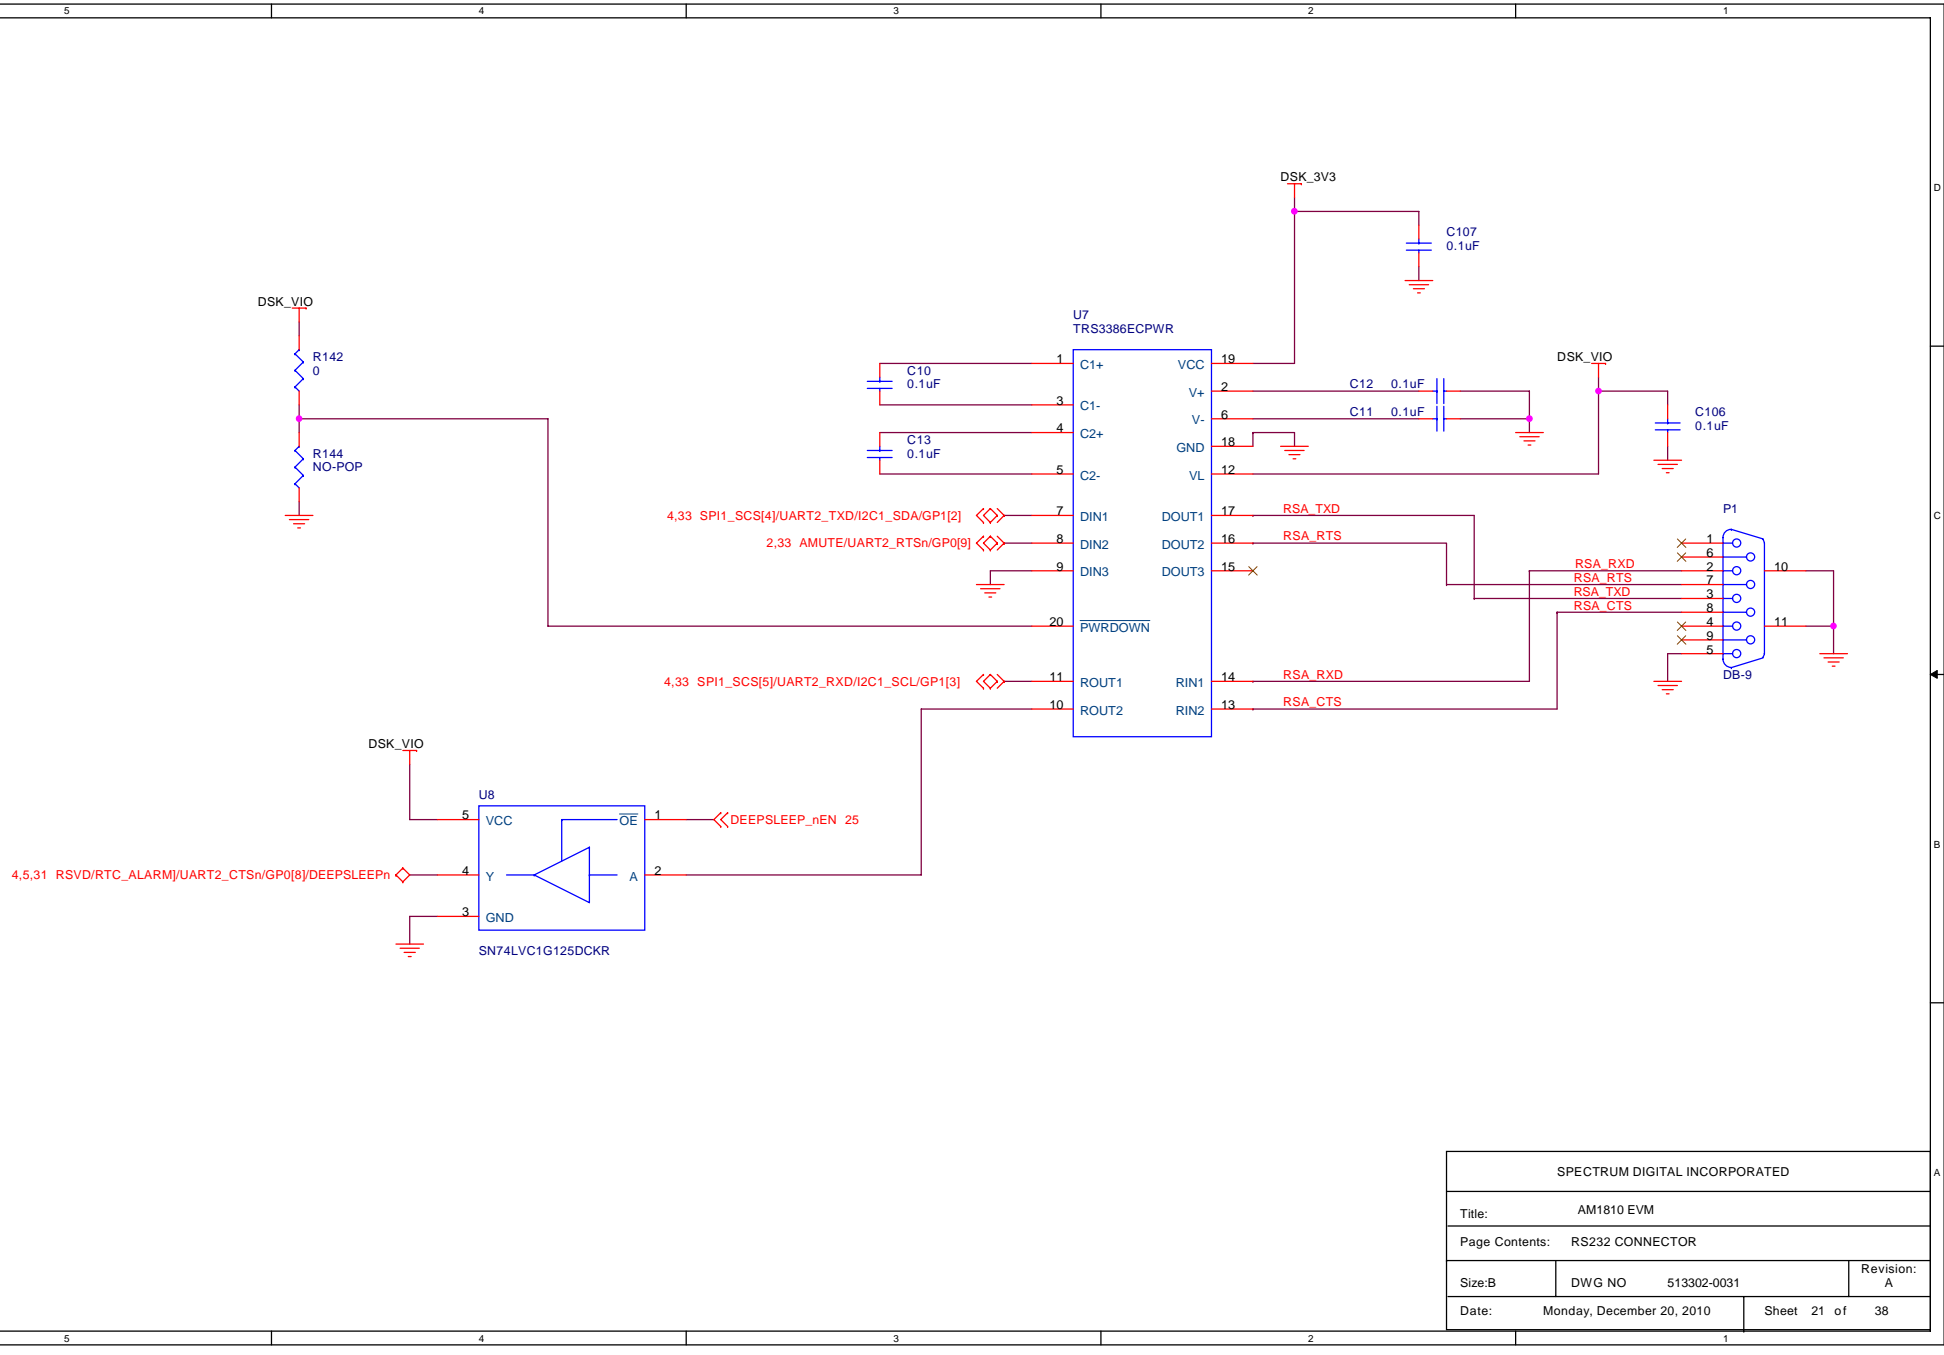 5 4 3 2 1
D
DSK_3V3
C107
0.1uF
DSK_VIO
R142
0
R144
NO-POP
U7
TRS3386ECPWR
1 C1+
3 C1-
4 C2+
5 C2-
7 DIN1
8 DIN2
9 DIN3
20 PWRDOWN
11 ROUT1
10 ROUT2
VCC 19
V+ 2
V- 6
GND 18
VL 12
DOUT1 17
DOUT2 16
DOUT3 15
RIN1 14
RIN2 13
C10
0.1uF
C13
0.1uF
C12 0.1uF
C11 0.1uF
DSK_VIO
C106
0.1uF
4,33 SPI1_SCS[4]/UART2_TXD/I2C1_SDA/GP1[2]
2,33 AMUTE/UART2_RTSn/GP0[9]
4,33 SPI1_SCS[5]/UART2_RXD/I2C1_SCL/GP1[3]
RSA_TXD
RSA_RTS
RSA_RXD
RSA_CTS
C
P1
1
6
RSA_RXD 2
RSA_RTS 7
RSA_TXD 3
RSA_CTS 8
4
9
5
10
11
DB-9
DSK_VIO
U8
5 VCC
4 Y
3 GND
OE 1
A 2
SN74LVC1G125DCKR
DEEPSLEEP_nEN 25
4,5,31 RSVD/RTC_ALARM]/UART2_CTSn/GP0[8]/DEEPSLEEPn
B
A
SPECTRUM DIGITAL INCORPORATED
Title: AM1810 EVM
Page Contents: RS232 CONNECTOR
Size:B DWG NO 513302-0031 Revision: A
Date: Monday, December 20, 2010 Sheet 21 of 38
5 4 3 2 1